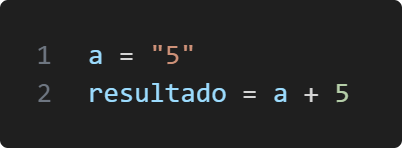 1 a = "5"
2 resultado = a + 5